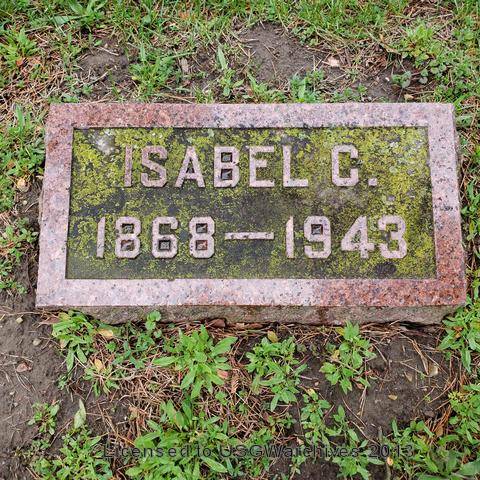 ISABEL C.
1868 — 1943
©Licensed to USGWarchives 2013